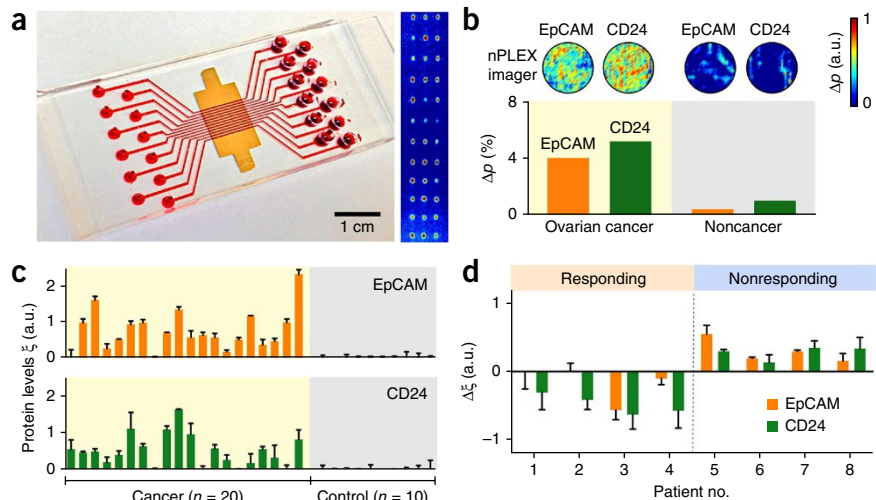 a
1 cm
b
EpCAM CD24 EpCAM CD24
nPLEX
imager
1
0
Δp (a.u.)
8
4
0
Δp (%)
EpCAM
CD24
Ovarian cancer Noncancer
c
Protein levels ξ (a.u.)
2
1
0
EpCAM
2
1
0
CD24
Cancer (n = 20) Control (n = 10)
d
Responding Nonresponding
1
0
−1
Δξ (a.u.)
EpCAM
CD24
1 2 3 4 5 6 7 8
Patient no.